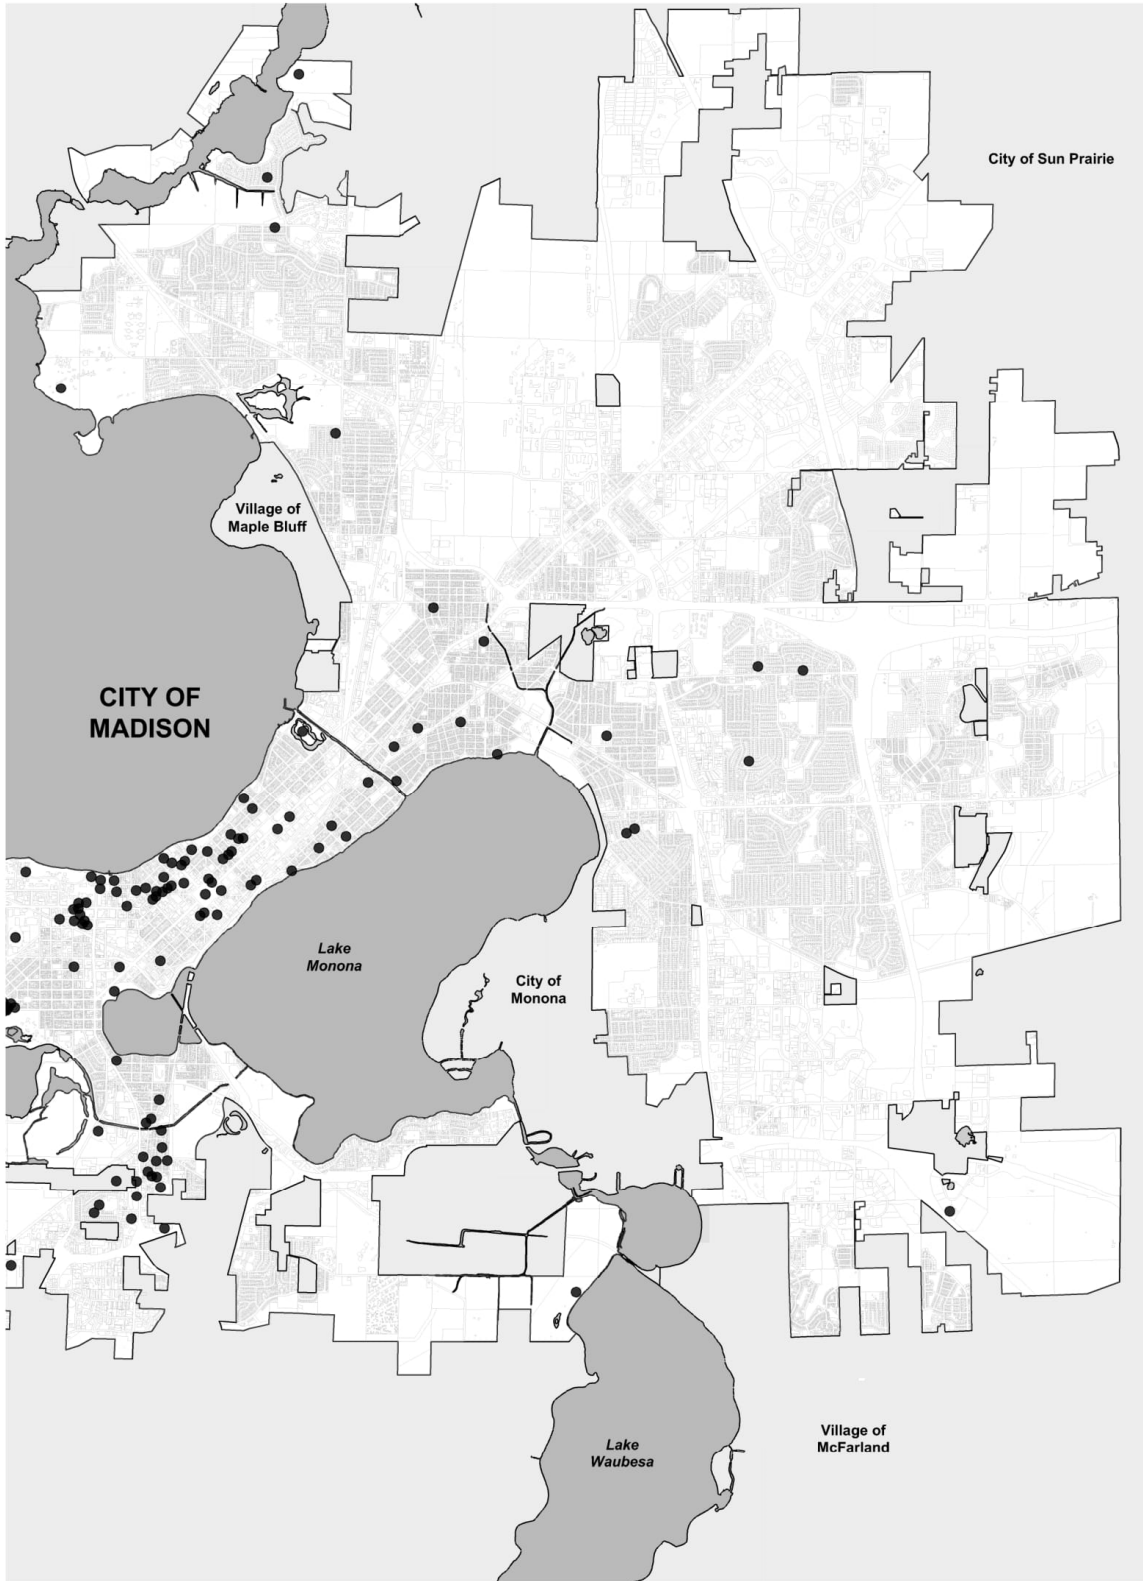 City of Sun Prairie
Village of
Maple Bluff
CITY OF
MADISON
Lake
Monona
City of
Monona
Village of
McFarland
Lake
Waubesa